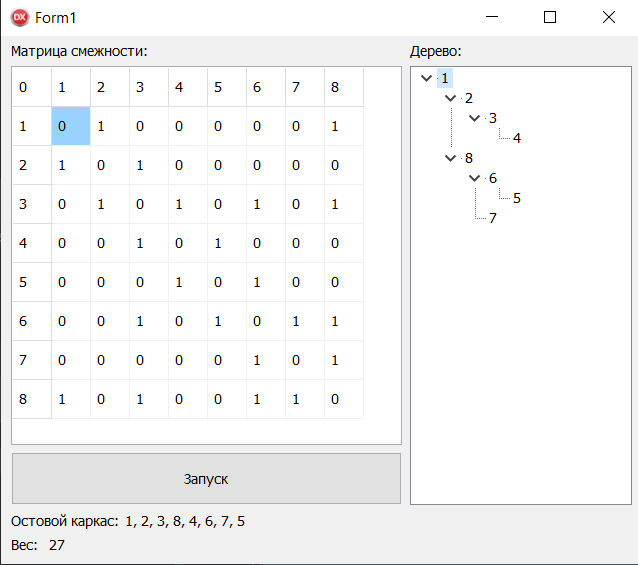 DX Form1
Матрица смежности:
0 1 2 3 4 5 6 7 8
1 0 1 0 0 0 0 0 1
2 1 0 1 0 0 0 0 0
3 0 1 0 1 0 1 0 1
4 0 0 1 0 1 0 0 0
5 0 0 0 1 0 1 0 0
6 0 0 1 0 1 0 1 1
7 0 0 0 0 0 1 0 1
8 1 0 1 0 0 1 1 0
Запуск
Остовой каркас: 1, 2, 3, 8, 4, 6, 7, 5
Вес: 27
Дерево:
1
2
3
4
8
6
5
7